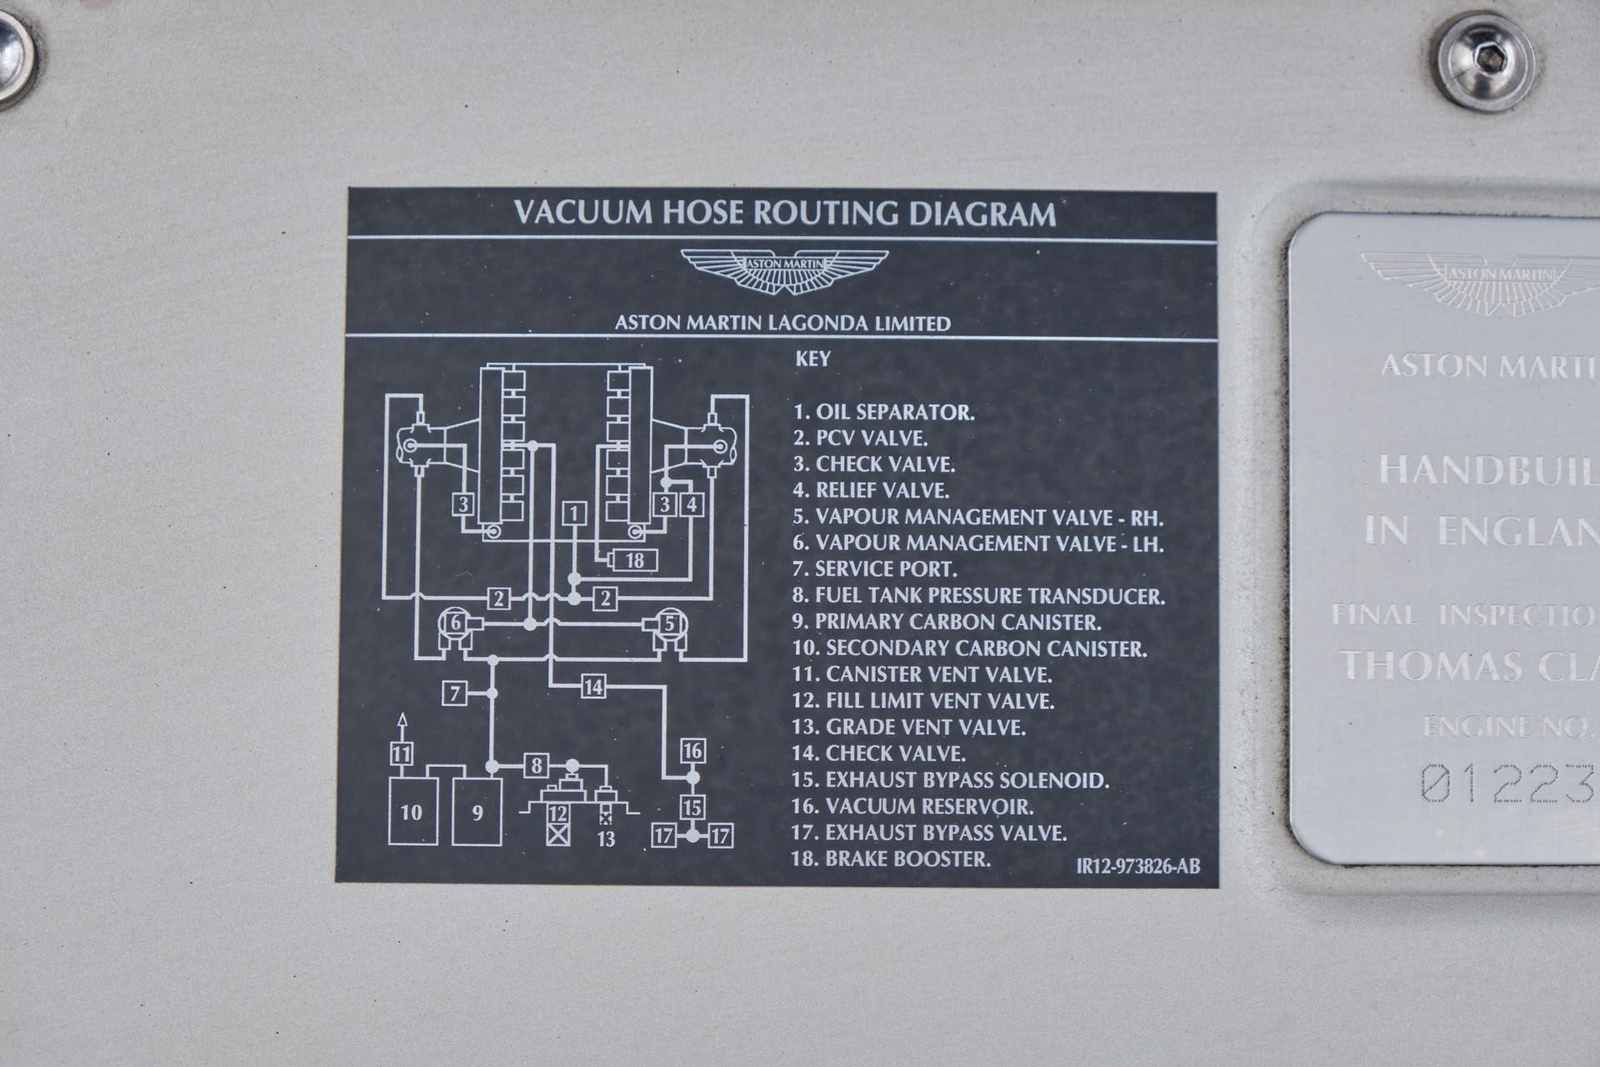 VACUUM HOSE ROUTING DIAGRAM
ASTON MARTIN
ASTON MARTIN LAGONDA LIMITED
KEY
1. OIL SEPARATOR.
2. PCV VALVE.
3. CHECK VALVE.
4. RELIEF VALVE.
5. VAPOUR MANAGEMENT VALVE - RH.
6. VAPOUR MANAGEMENT VALVE - LH.
7. SERVICE PORT.
8. FUEL TANK PRESSURE TRANSDUCER.
9. PRIMARY CARBON CANISTER.
10. SECONDARY CARBON CANISTER.
11. CANISTER VENT VALVE.
12. FILL LIMIT VENT VALVE.
13. GRADE VENT VALVE.
14. CHECK VALVE.
15. EXHAUST BYPASS SOLENOID.
16. VACUUM RESERVOIR.
17. EXHAUST BYPASS VALVE.
18. BRAKE BOOSTER.
IR12-973826-AB
3
1
3 4
18
2 2
6 5
7
14
11
8
16
10
9
12
13
15
17 17
ASTON MARTIN
ASTON MARTI
HANDBUIL
IN ENGLAN
FINAL INSPECTIO
THOMAS CLA
ENGINE NO.
01223